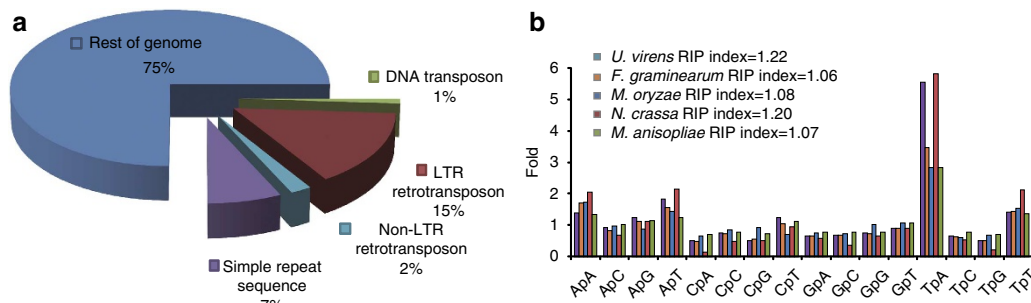 a
Rest of genome
75%
DNA transposon
1%
LTR
retrotransposon
15%
Non-LTR
retrotransposon
2%
Simple repeat
sequence
7%
b
U. virens RIP index=1.22
F. graminearum RIP index=1.06
M. oryzae RIP index=1.08
N. crassa RIP index=1.20
M. anisopliae RIP index=1.07
Fold
6
5
4
3
2
1
0
ApA
ApC
ApG
ApT
CpA
CpC
CpG
CpT
GpA
GpC
GpG
GpT
TpA
TpC
TpG
TpT